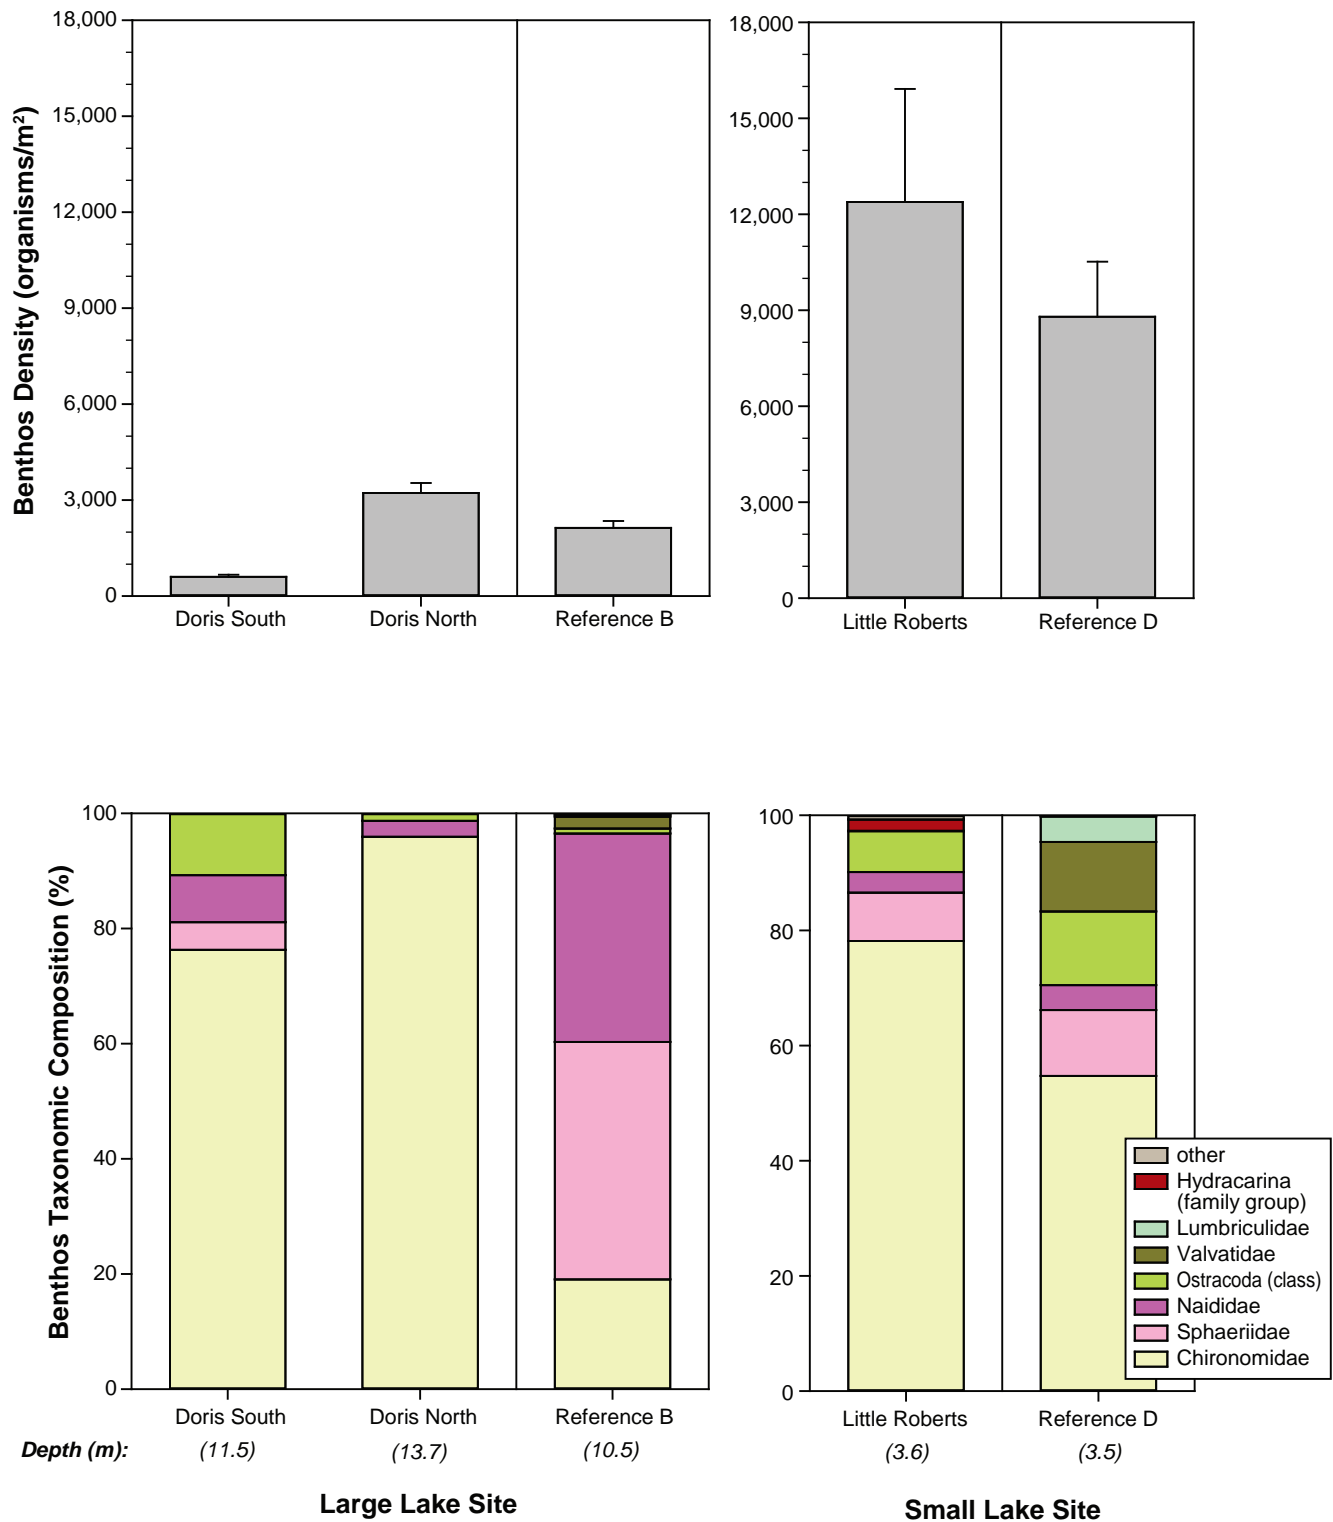 Benthos Density (organisms/m²)
18,000
15,000
12,000
9,000
6,000
3,000
0
Doris South
Doris North
Reference B
18,000
15,000
12,000
9,000
6,000
3,000
0
Little Roberts
Reference D
Benthos Taxonomic Composition (%)
100
80
60
40
20
0
Doris South
Doris North
Reference B
100
80
60
40
20
0
Little Roberts
Reference D
other
Hydracarina
(family group)
Lumbriculidae
Valvatidae
Ostracoda (class)
Naididae
Sphaeriidae
Chironomidae
Depth (m): (11.5) (13.7) (10.5) (3.6) (3.5)
Large Lake Site
Small Lake Site